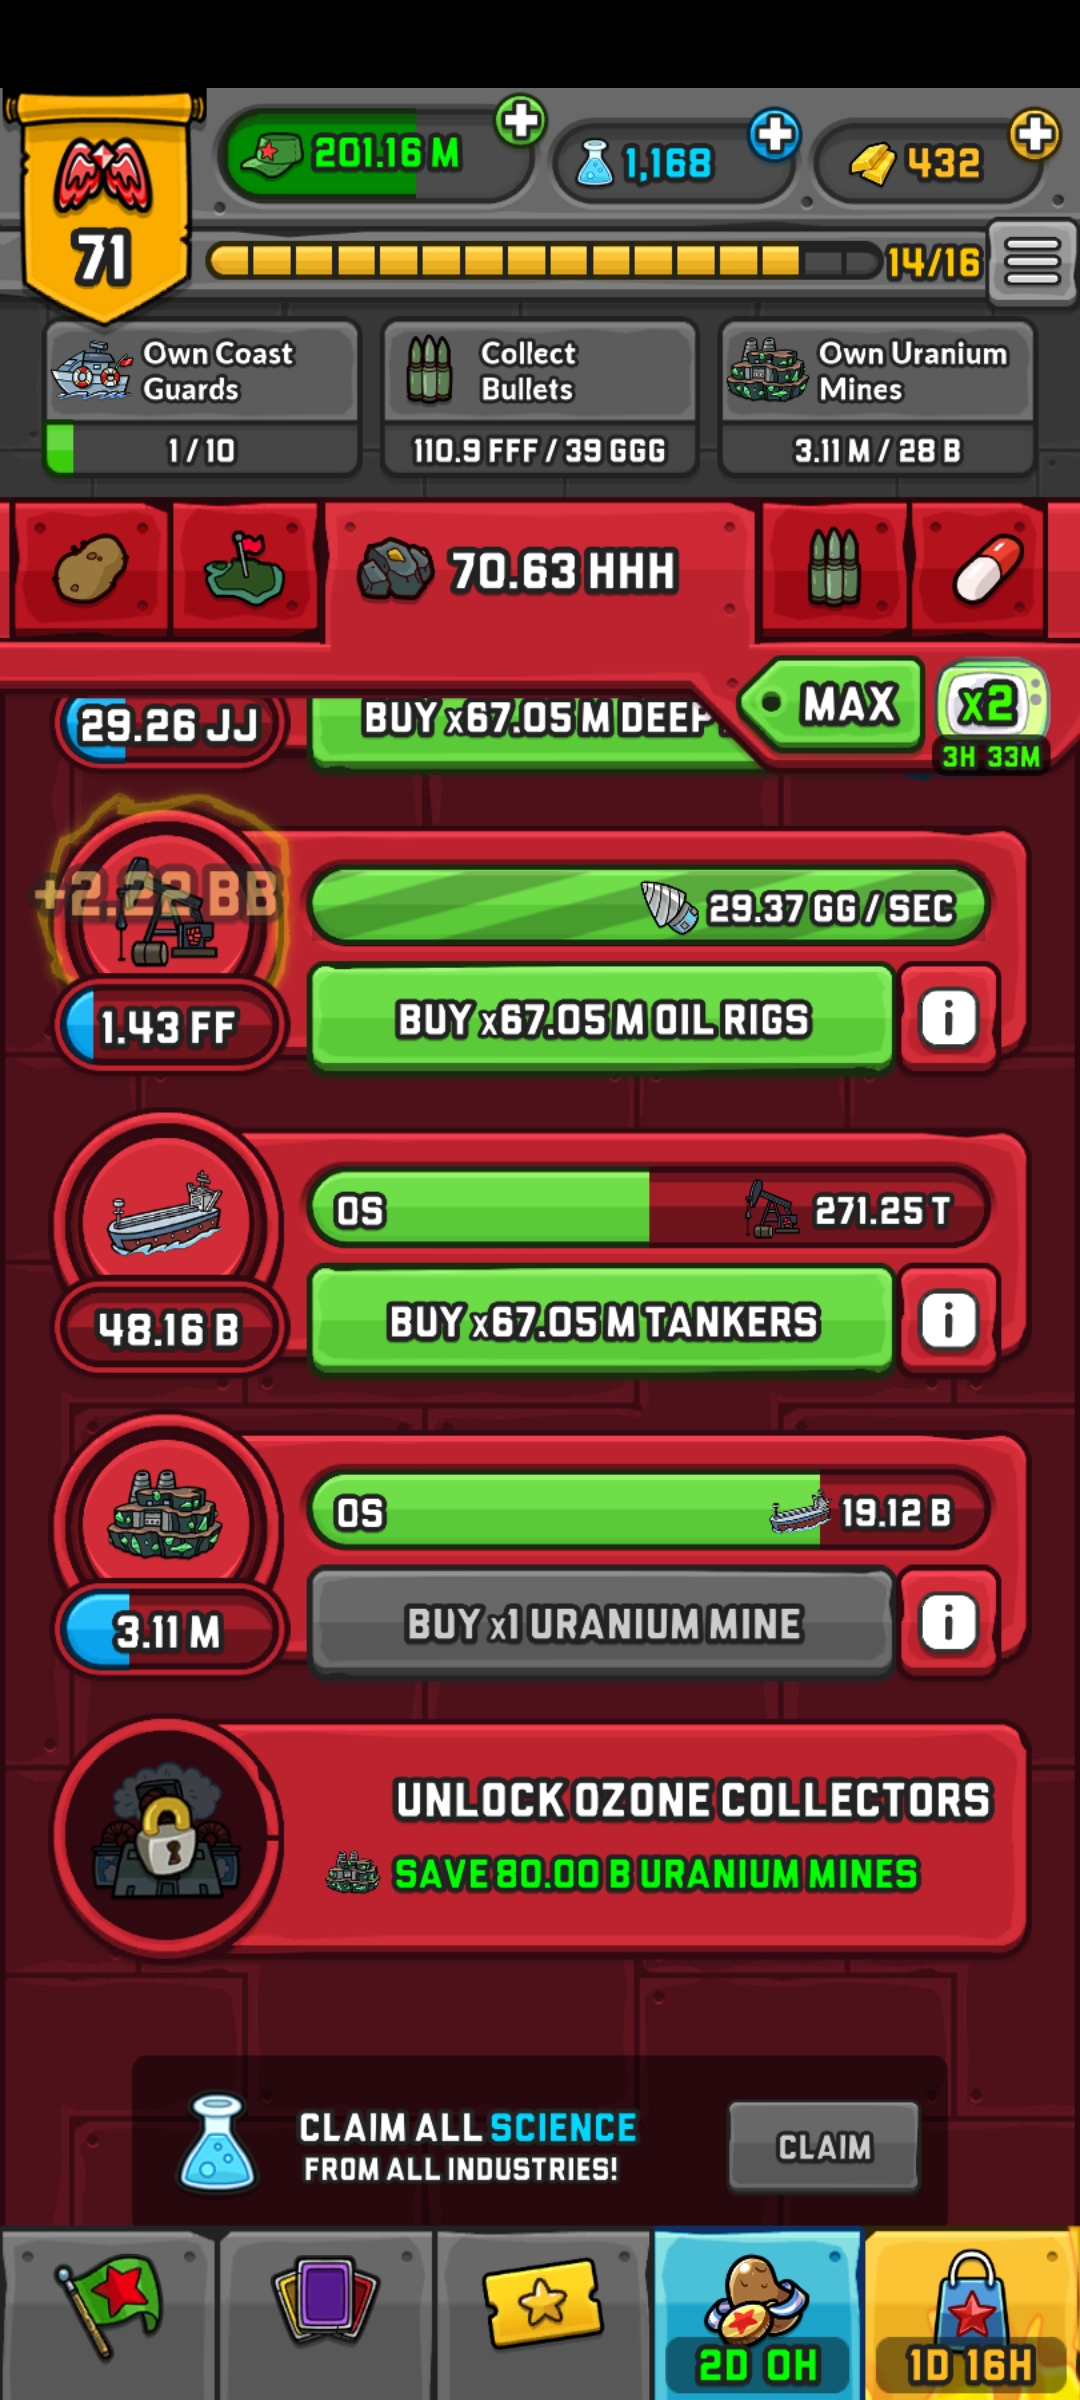 201.16 M
1,168
432
71
14/16
Own Coast
Guards
1 / 10
Collect
Bullets
110.9 FFF / 39 GGG
Own Uranium
Mines
3.11 M / 28 B
70.63 HHH
MAX
x2
3H 33M
29.26 JJ
BUY x67.05 M DEEP
+2.22 BB
29.37 GG / SEC
1.43 FF
BUY x67.05 M OIL RIGS
i
0S
271.25 T
48.16 B
BUY x67.05 M TANKERS
i
0S
19.12 B
3.11 M
BUY x1 URANIUM MINE
i
UNLOCK OZONE COLLECTORS
SAVE 80.00 B URANIUM MINES
CLAIM ALL SCIENCE
FROM ALL INDUSTRIES!
CLAIM
2D 0H
1D 16H